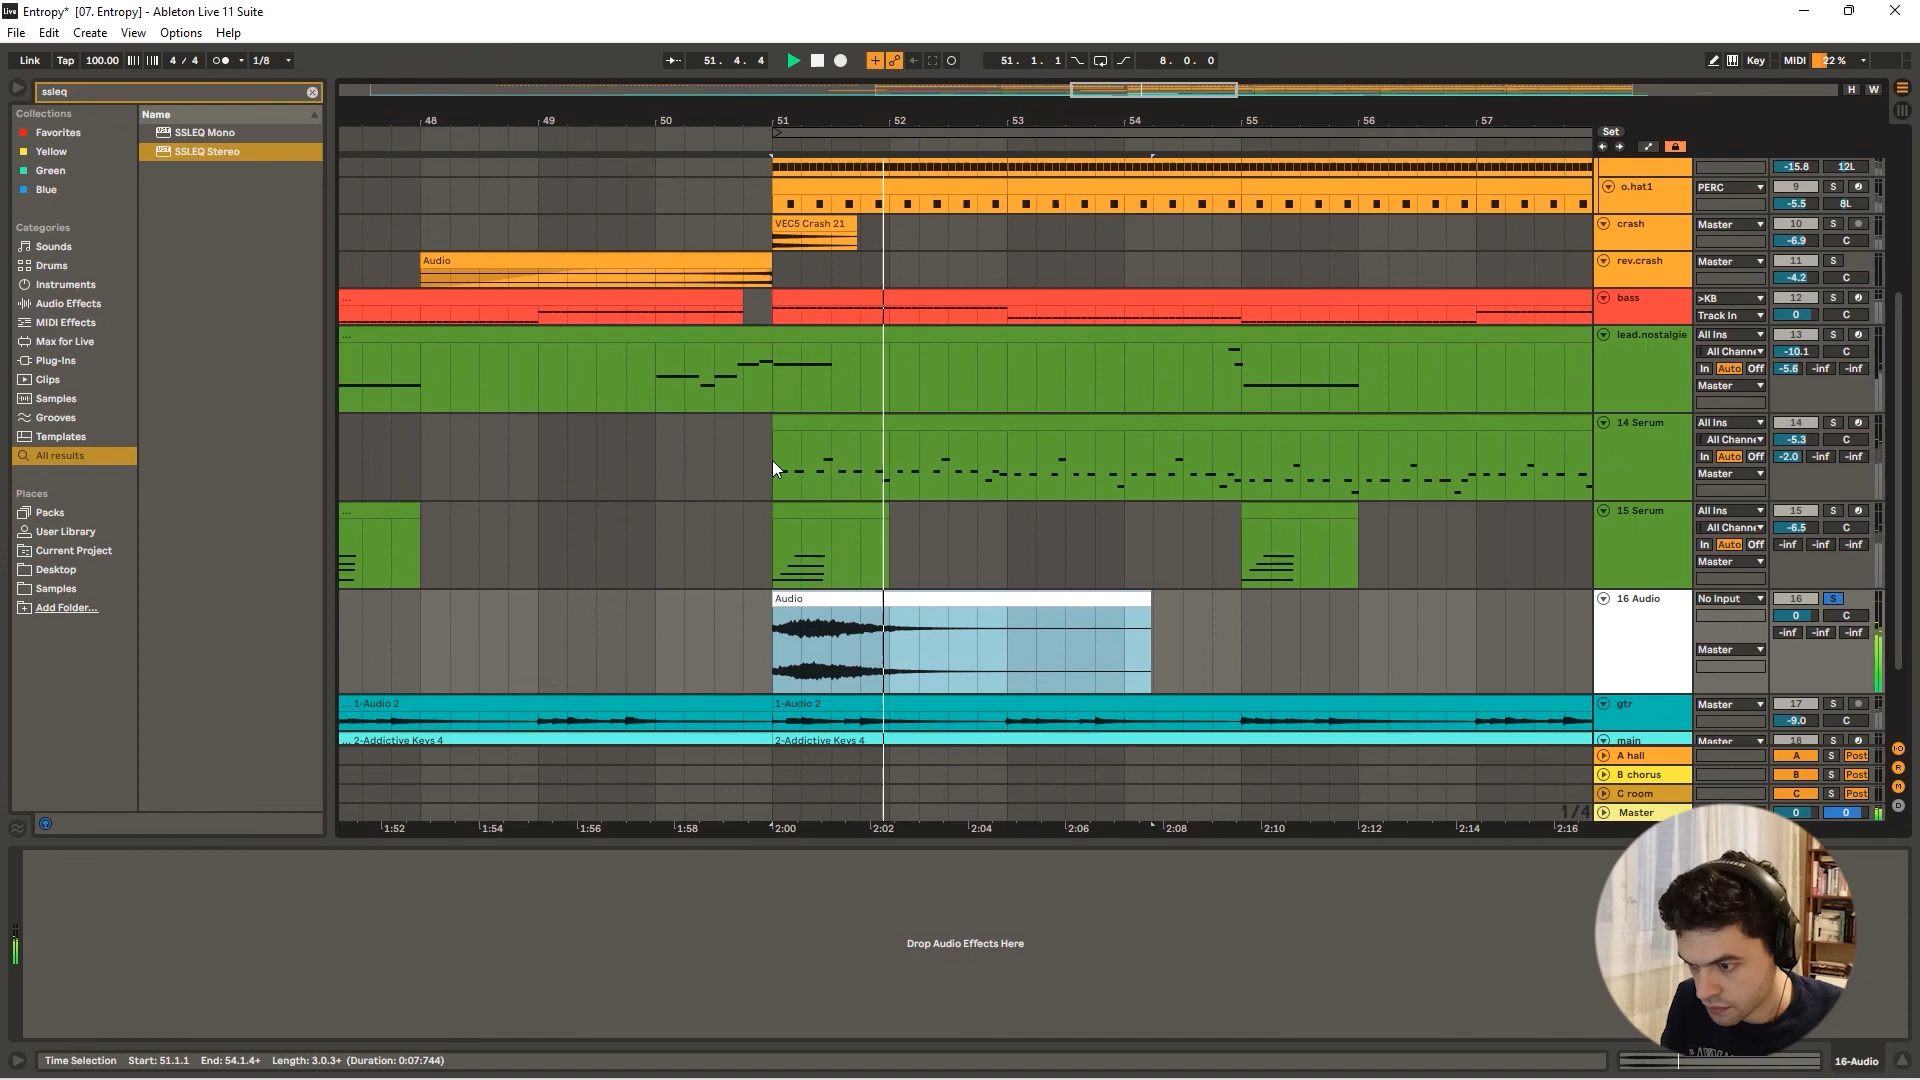 Live Entropy* [07. Entropy] - Ableton Live 11 Suite
File Edit Create View Options Help
Link Tap 100.00 4 / 4 1/8 51. 4. 4 51. 1. 1 8. 0. 0 Key MIDI 22 %
ssleq
H W
Collections
Favorites
Yellow
Green
Blue
Categories
Sounds
Drums
Instruments
Audio Effects
MIDI Effects
Max for Live
Plug-Ins
Clips
Samples
Grooves
Templates
All results
Places
Packs
User Library
Current Project
Desktop
Samples
Add Folder...
Name
SSLEQ Mono
SSLEQ Stereo
48 49 50 51 52 53 54 55 56 57
Set
-15.8 12L
o.hat1 PERC 9 S
-5.5 8L
VEC5 Crash 21 crash Master 10 S
-6.9 C
Audio rev.crash Master 11 S
-4.2 C
... bass >KB 12 S
Track In 0 C
... lead.nostalgie All Ins 13 S
All Channe -10.1 C
In Auto Off -5.6 -inf -inf
Master
14 Serum All Ins 14 S
All Channe -5.3 C
In Auto Off -2.0 -inf -inf
Master
... 15 Serum All Ins 15 S
All Channe -6.5 C
In Auto Off -inf -inf -inf
Master
Audio 16 Audio No Input 16 S
0 C
-inf -inf -inf
Master
... 1-Audio 2 1-Audio 2 gtr Master 17 S
-9.0 C
... 2-Addictive Keys 4 2-Addictive Keys 4 main Master 18 S
A hall A S Post
B chorus B S Post
C room C S Post
1/4 Master 0 0
1:52 1:54 1:56 1:58 2:00 2:02 2:04 2:06 2:08 2:10 2:12 2:14 2:16
Drop Audio Effects Here
Time Selection Start: 51.1.1 End: 54.1.4+ Length: 3.0.3+ (Duration: 0:07:744)
16-Audio